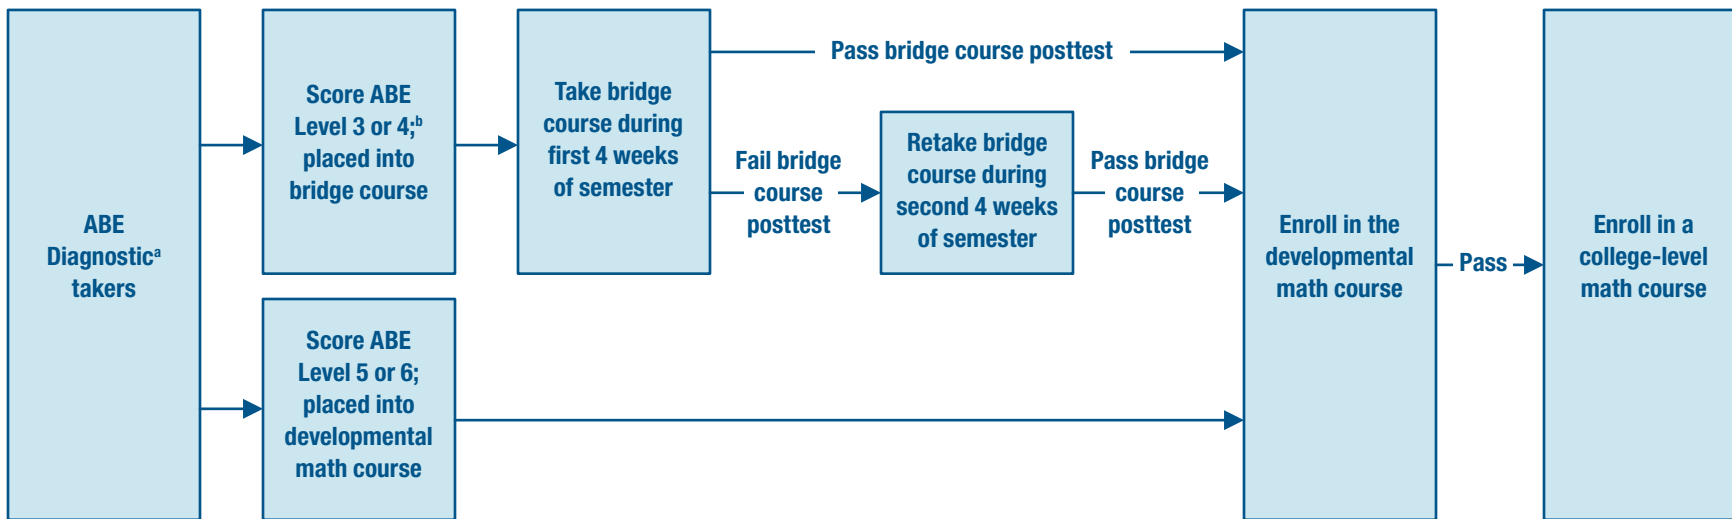 ABE
Diagnosticᵃ
takers
Score ABE
Level 3 or 4;ᵇ
placed into
bridge course
Take bridge
course during
first 4 weeks
of semester
Pass bridge course posttest
Fail bridge
course
posttest
Retake bridge
course during
second 4 weeks
of semester
Pass bridge
course
posttest
Score ABE
Level 5 or 6;
placed into
developmental
math course
Enroll in the
developmental
math course
Pass
Enroll in a
college-level
math course